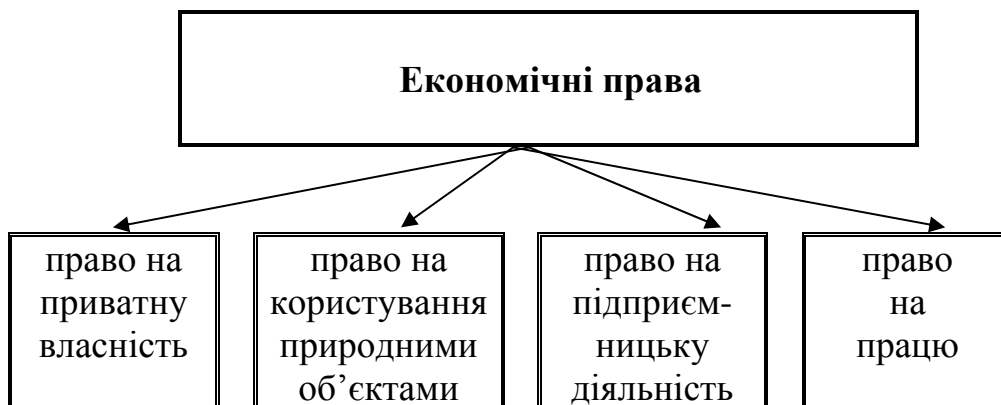 Економічні права
право на
приватну
власність
право на
користування
природними
об’єктами
право на
підприєм-
ницьку
діяльність
право
на
працю